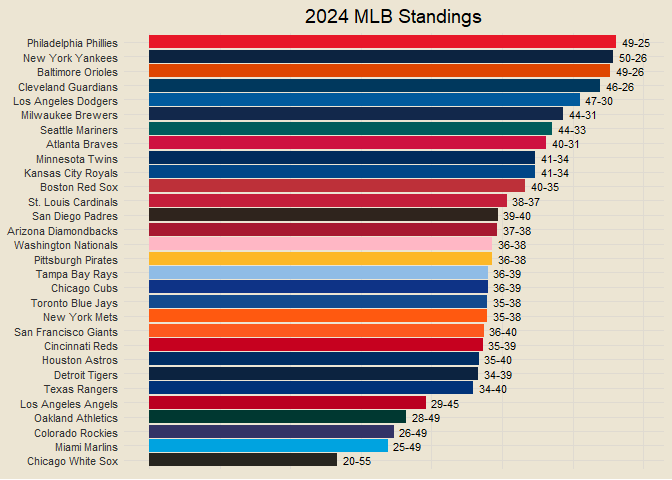 2024 MLB Standings
Philadelphia Phillies 49-25
New York Yankees 50-26
Baltimore Orioles 49-26
Cleveland Guardians 46-26
Los Angeles Dodgers 47-30
Milwaukee Brewers 44-31
Seattle Mariners 44-33
Atlanta Braves 40-31
Minnesota Twins 41-34
Kansas City Royals 41-34
Boston Red Sox 40-35
St. Louis Cardinals 38-37
San Diego Padres 39-40
Arizona Diamondbacks 37-38
Washington Nationals 36-38
Pittsburgh Pirates 36-38
Tampa Bay Rays 36-39
Chicago Cubs 36-39
Toronto Blue Jays 35-38
New York Mets 35-38
San Francisco Giants 36-40
Cincinnati Reds 35-39
Houston Astros 35-40
Detroit Tigers 34-39
Texas Rangers 34-40
Los Angeles Angels 29-45
Oakland Athletics 28-49
Colorado Rockies 26-49
Miami Marlins 25-49
Chicago White Sox 20-55